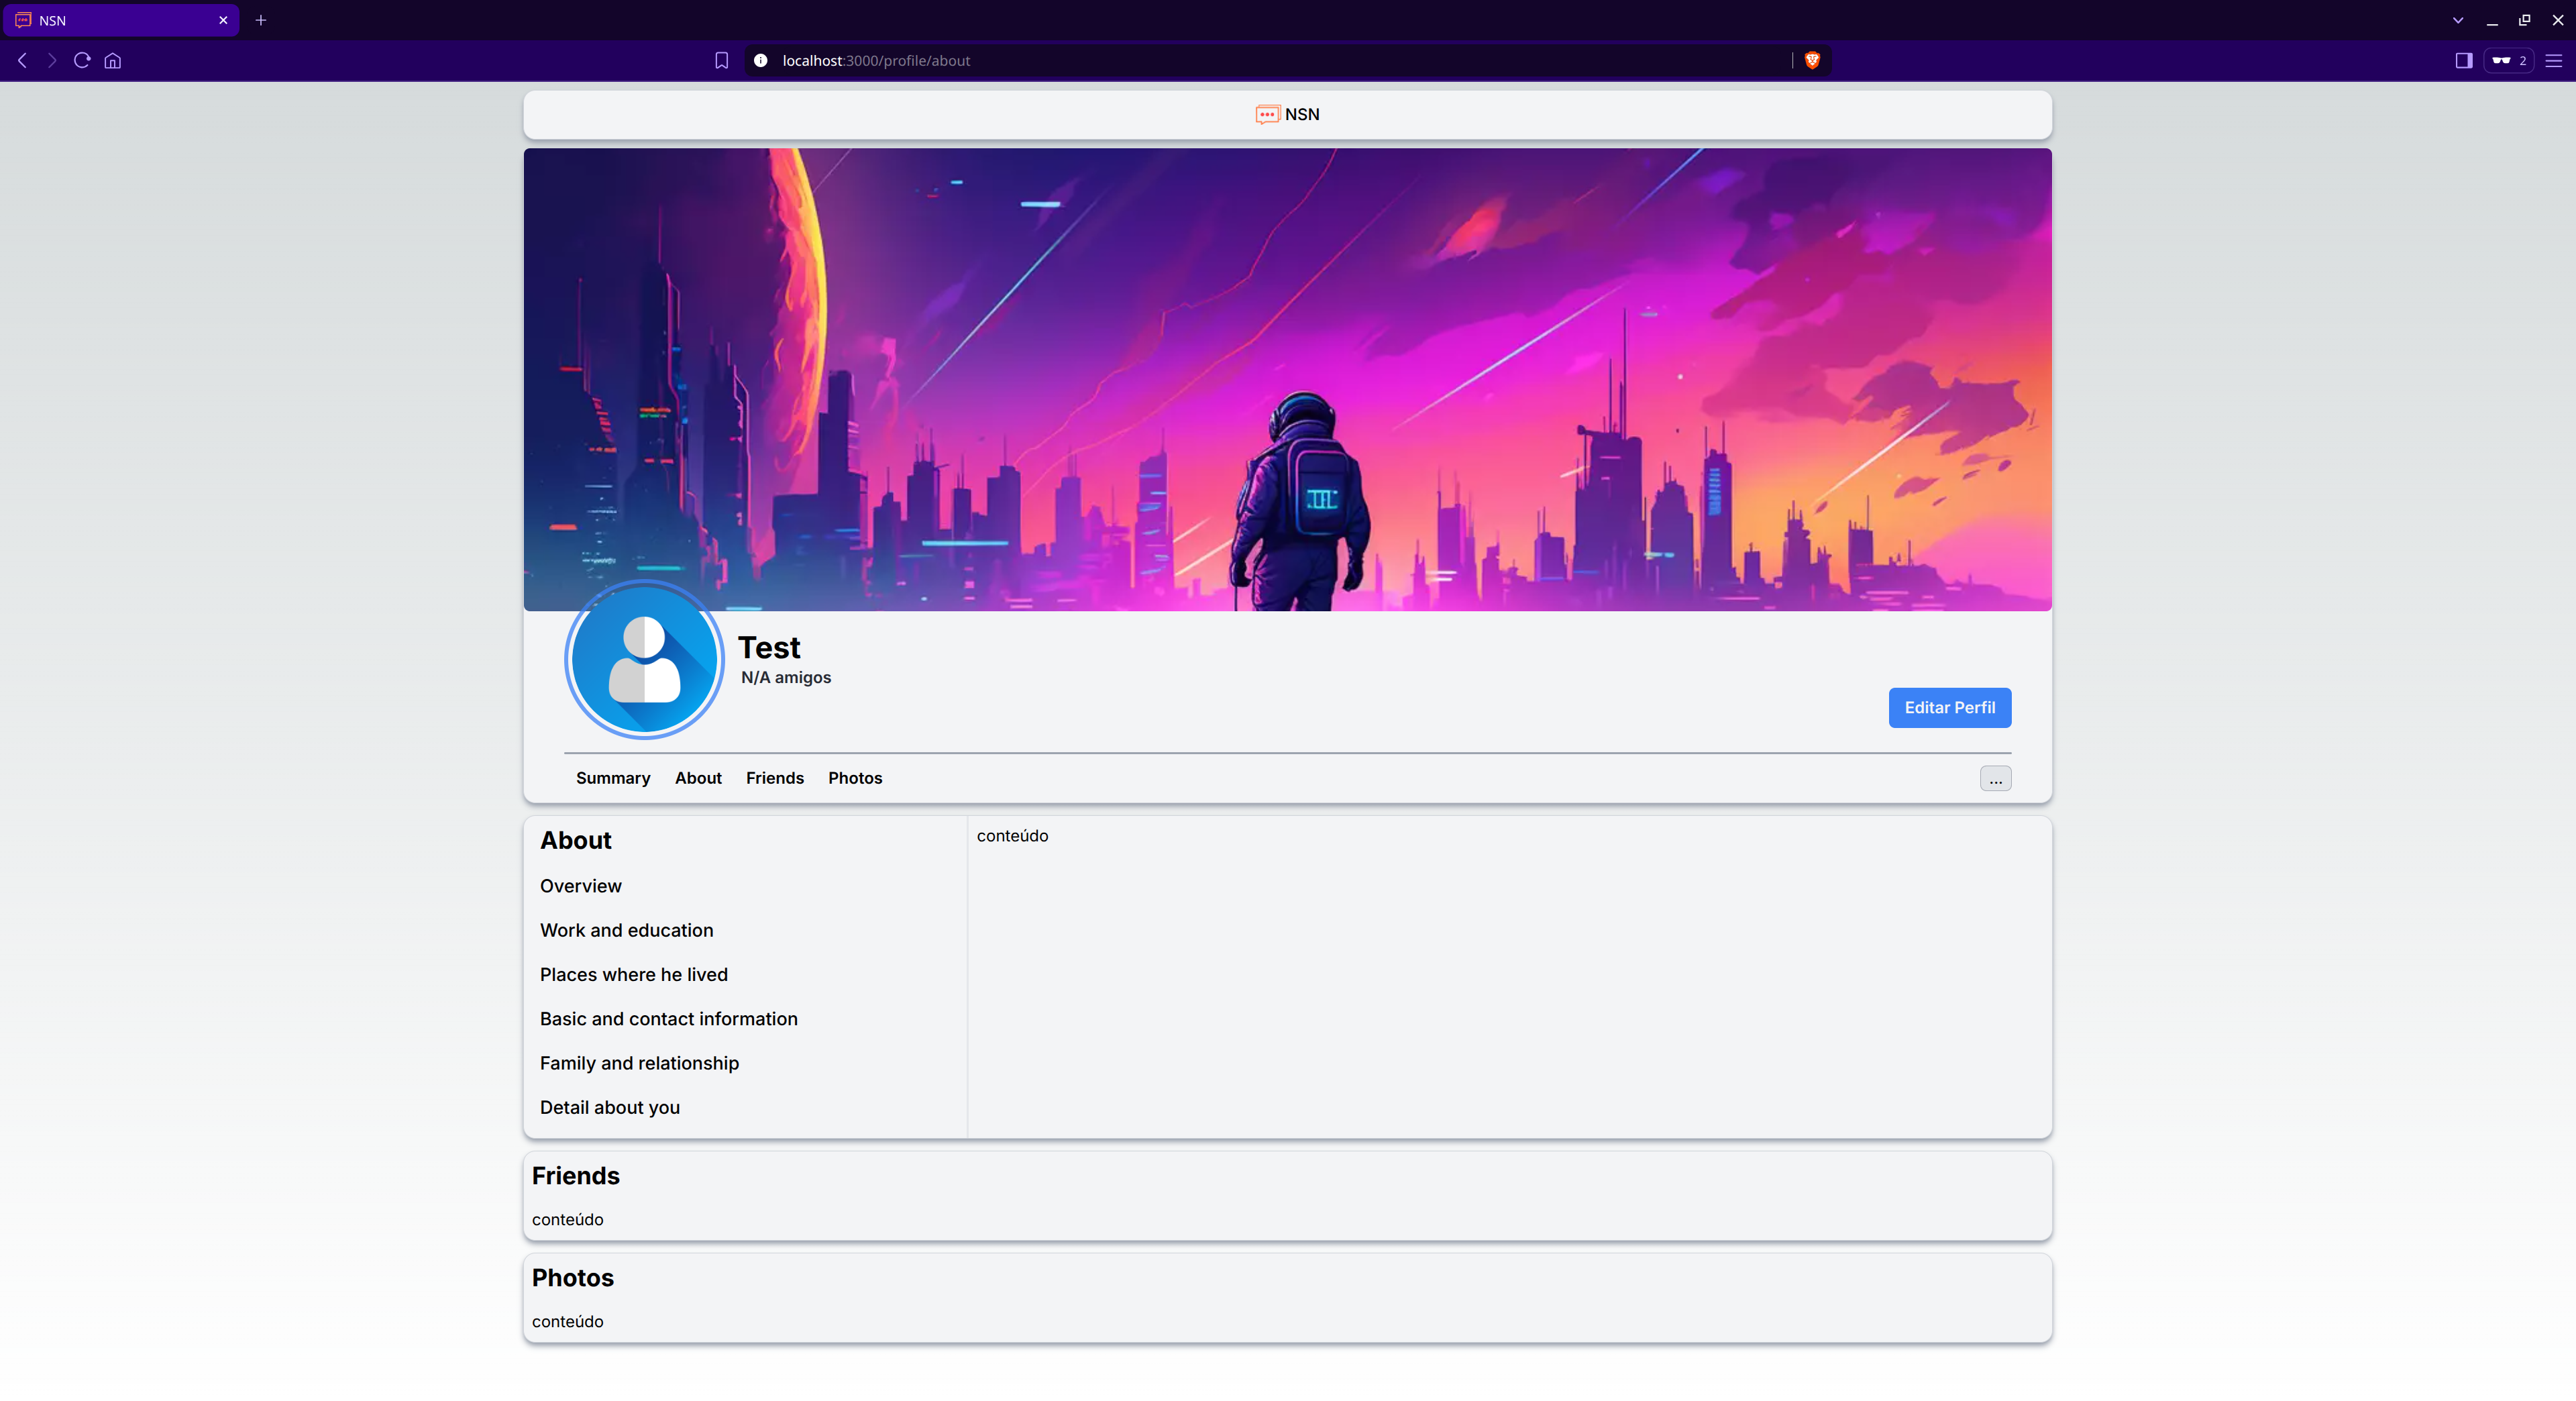 NSN
localhost:3000/profile/about
2
NSN
Test
N/A amigos
Editar Perfil
Summary About Friends Photos ...
About
conteúdo
Overview
Work and education
Places where he lived
Basic and contact information
Family and relationship
Detail about you
Friends
conteúdo
Photos
conteúdo